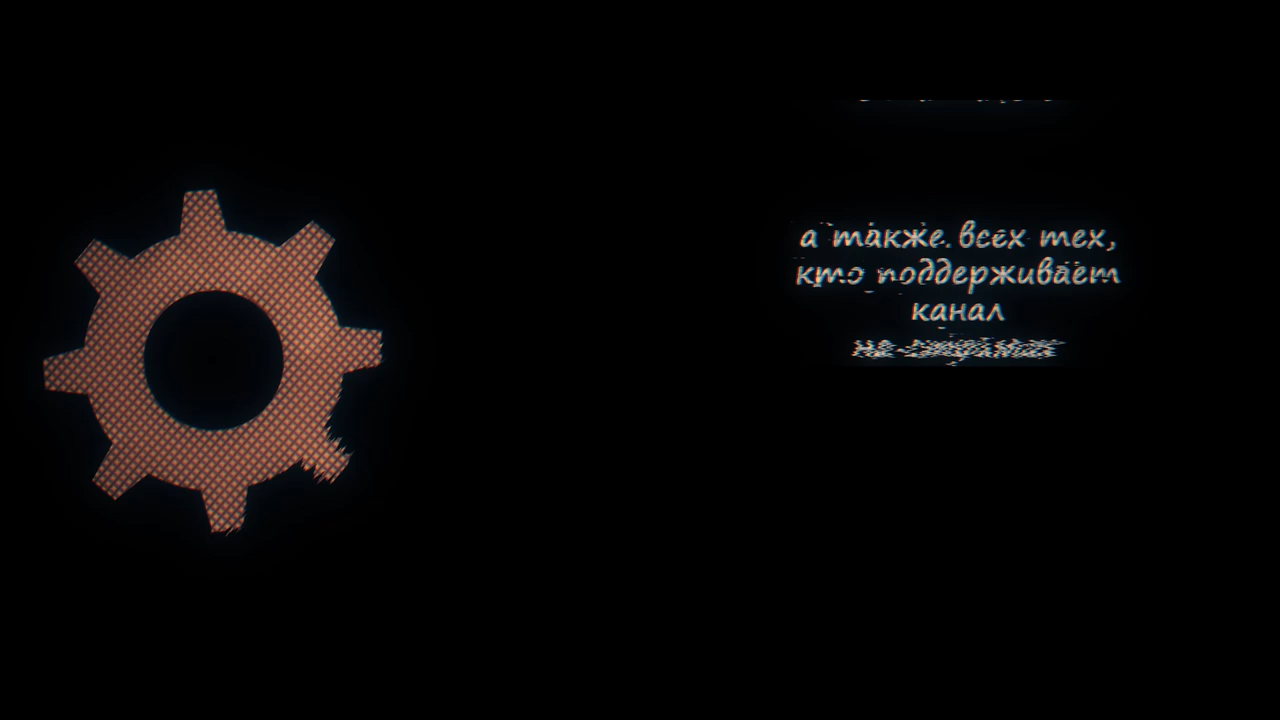 а также всех тех,
кто поддерживает
канал